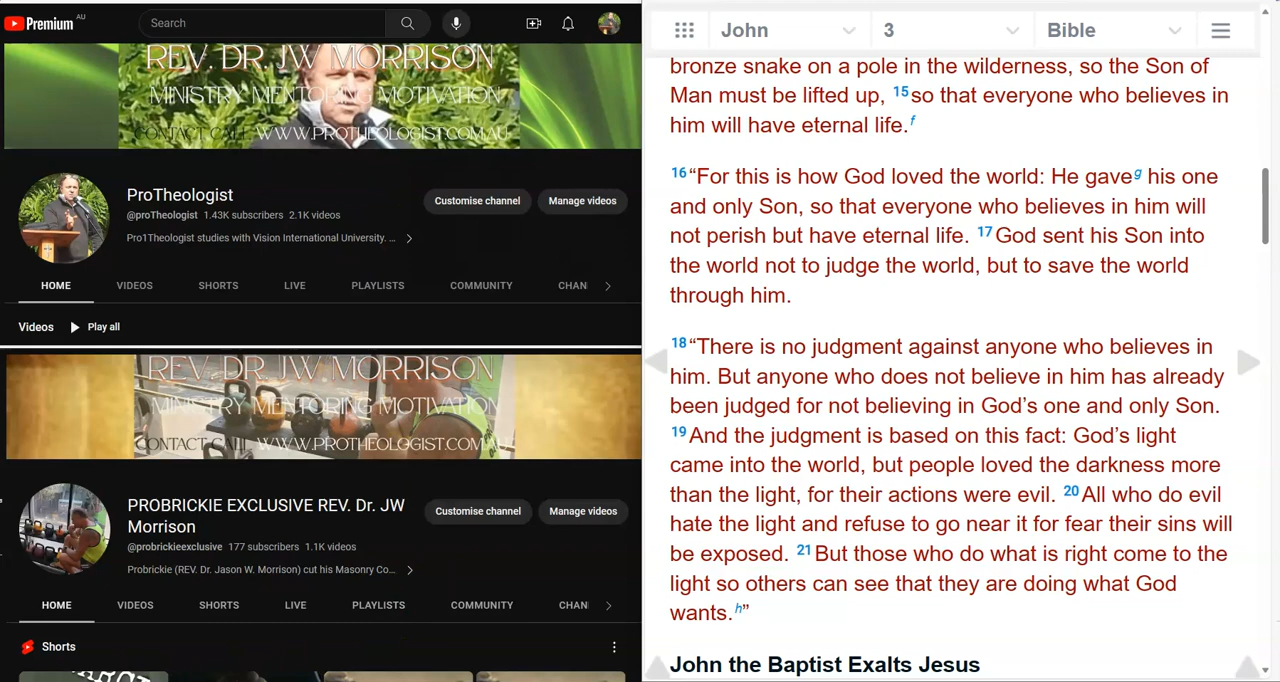 Premium AU
Search
REV. DR. JW MORRISON
MINISTRY MENTORING MOTIVATION
CONTACT CALL WWW.PROTHEOLOGIST.COM.AU
ProTheologist
@proTheologist 1.43K subscribers 2.1K videos
Pro1Theologist studies with Vision International University. ...
Customise channel
Manage videos
HOME VIDEOS SHORTS LIVE PLAYLISTS COMMUNITY CHAN
Videos Play all
REV. DR. JW MORRISON
MINISTRY MENTORING MOTIVATION
CONTACT CALL WWW.PROTHEOLOGIST.COM.AU
PROBRICKIE EXCLUSIVE REV. Dr. JW
Morrison
@probrickieexclusive 177 subscribers 1.1K videos
Probrickie (REV. Dr. Jason W. Morrison) cut his Masonry Co...
Customise channel
Manage videos
HOME VIDEOS SHORTS LIVE PLAYLISTS COMMUNITY CHAN
Shorts
John 3 Bible
bronze snake on a pole in the wilderness, so the Son of
Man must be lifted up, 15 so that everyone who believes in
him will have eternal life.f
16 “For this is how God loved the world: He gaveg his one
and only Son, so that everyone who believes in him will
not perish but have eternal life. 17 God sent his Son into
the world not to judge the world, but to save the world
through him.
18 “There is no judgment against anyone who believes in
him. But anyone who does not believe in him has already
been judged for not believing in God’s one and only Son.
19 And the judgment is based on this fact: God’s light
came into the world, but people loved the darkness more
than the light, for their actions were evil. 20 All who do evil
hate the light and refuse to go near it for fear their sins will
be exposed. 21 But those who do what is right come to the
light so others can see that they are doing what God
wants.h”
John the Baptist Exalts Jesus